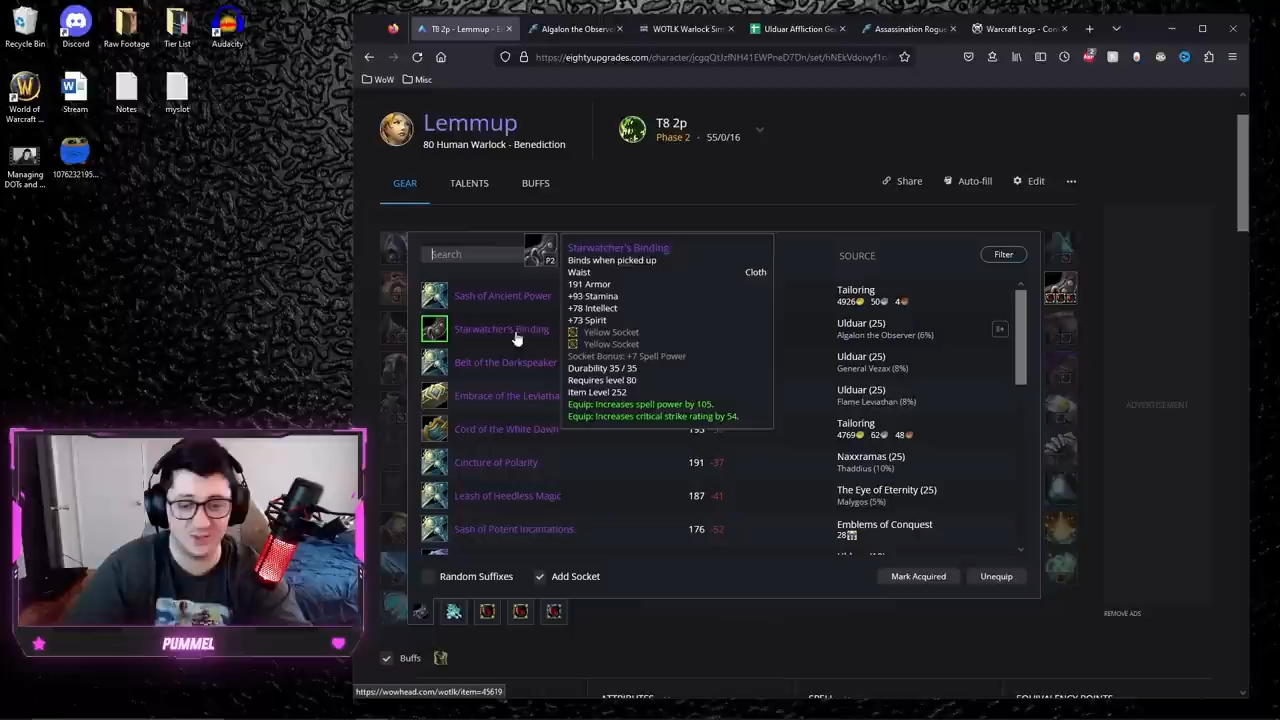 Recycle Bin
Discord
Raw Footage
Tier List
Audacity
World of
Warcraft ...
Stream
Notes
myslot
Managing
DOTs and ...
1076232195...
T8 2p - Lemmup - E
Algalon the Observe
WOTLK Warlock Sim
Ulduar Affliction Ge
Assassination Rogue
Warcraft Logs - Com
https://eightyupgrades.com/character/
WoW
Misc
Lemmup
80 Human Warlock - Benediction
T8 2p
Phase 2 · 55/0/16
GEAR
TALENTS
BUFFS
Share
Auto-fill
Edit
Search
P2
SOURCE
Filter
Sash of Ancient Power
Tailoring
4926 50 4
Starwatcher's Binding
Ulduar (25)
Algalon the Observer (6%)
Belt of the Darkspeaker
Ulduar (25)
General Vezax (8%)
Embrace of the Leviatha
Ulduar (25)
Flame Leviathan (8%)
Cord of the White Dawn
Tailoring
4769 62 48
Cincture of Polarity
191 -37
Naxxramas (25)
Thaddius (10%)
Leash of Heedless Magic
187 -41
The Eye of Eternity (25)
Malygos (5%)
Sash of Potent Incantations
176 -52
Emblems of Conquest
28
Starwatcher's Binding
Binds when picked up
Waist
Cloth
191 Armor
+93 Stamina
+78 Intellect
+73 Spirit
Yellow Socket
Yellow Socket
Socket Bonus: +7 Spell Power
Durability 35 / 35
Requires level 80
Item Level 252
Equip: Increases spell power by 105.
Equip: Increases critical strike rating by 54.
Random Suffixes
Add Socket
Mark Acquired
Unequip
ADVERTISEMENT
REMOVE ADS
Buffs
https://wowhead.com/wotlk/item=45619
ATTRIBUTES
SPELL
EQUIVALENCY POINTS
PUMMEL